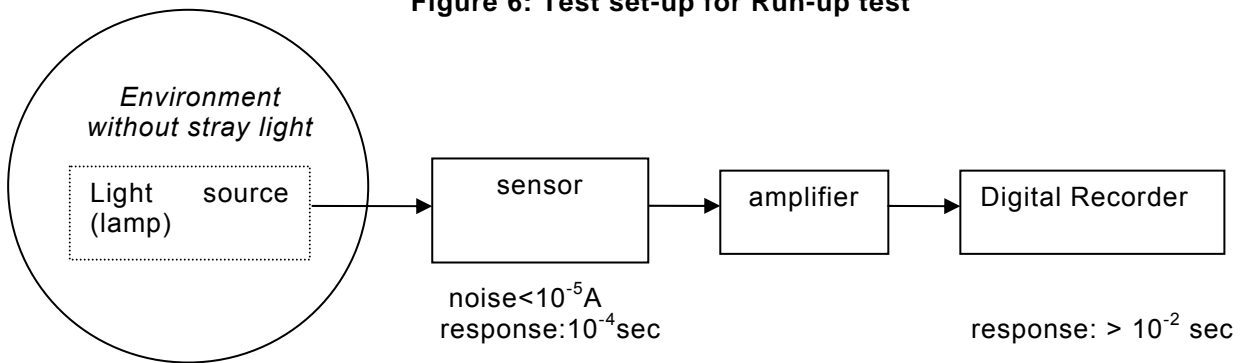 Figure 6: Test set-up for Run-up test
Environment
without stray light
Light source
(lamp)
sensor
amplifier
Digital Recorder
noise<10⁻⁵A
response:10⁻⁴sec
response: > 10⁻² sec